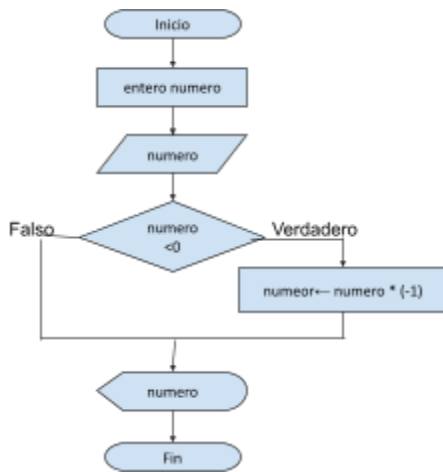 Inicio
entero numero
numero
numero
<0
Falso
Verdadero
numeor← numero * (-1)
numero
Fin